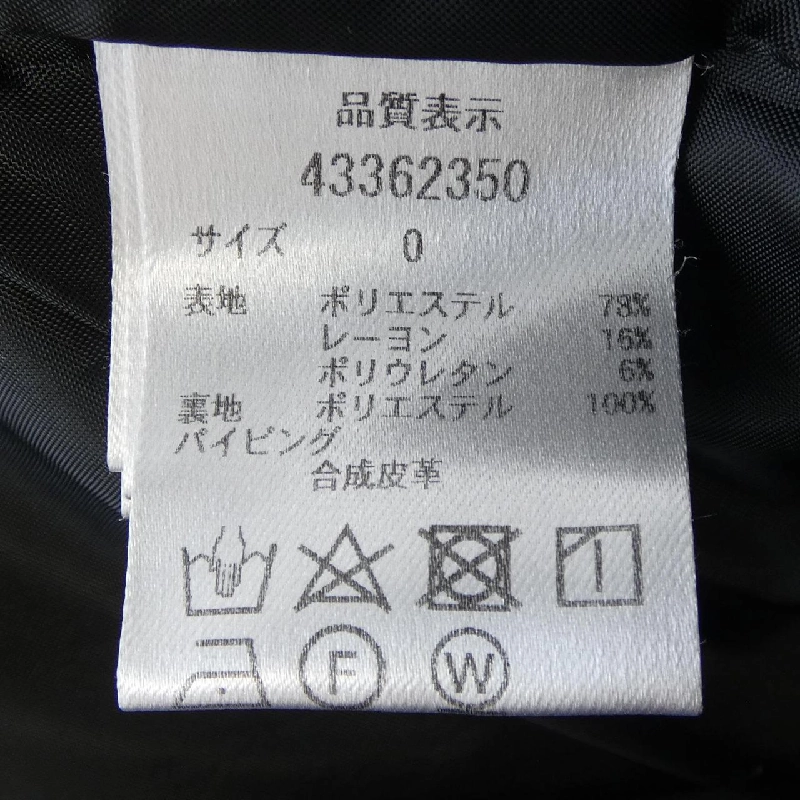 品質表示
43362350
サイズ 0
表地 ポリエステル 78%
レーヨン 16%
ポリウレタン 6%
裏地 ポリエステル 100%
パイピング
合成皮革
F W